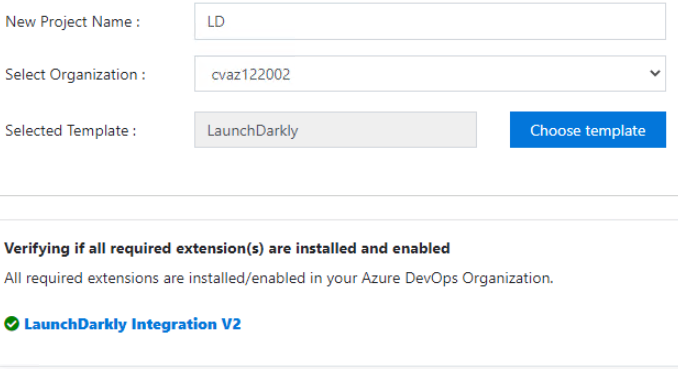 New Project Name :
LD
Select Organization :
cvaz122002
Selected Template :
LaunchDarkly
Choose template
Verifying if all required extension(s) are installed and enabled
All required extensions are installed/enabled in your Azure DevOps Organization.
LaunchDarkly Integration V2